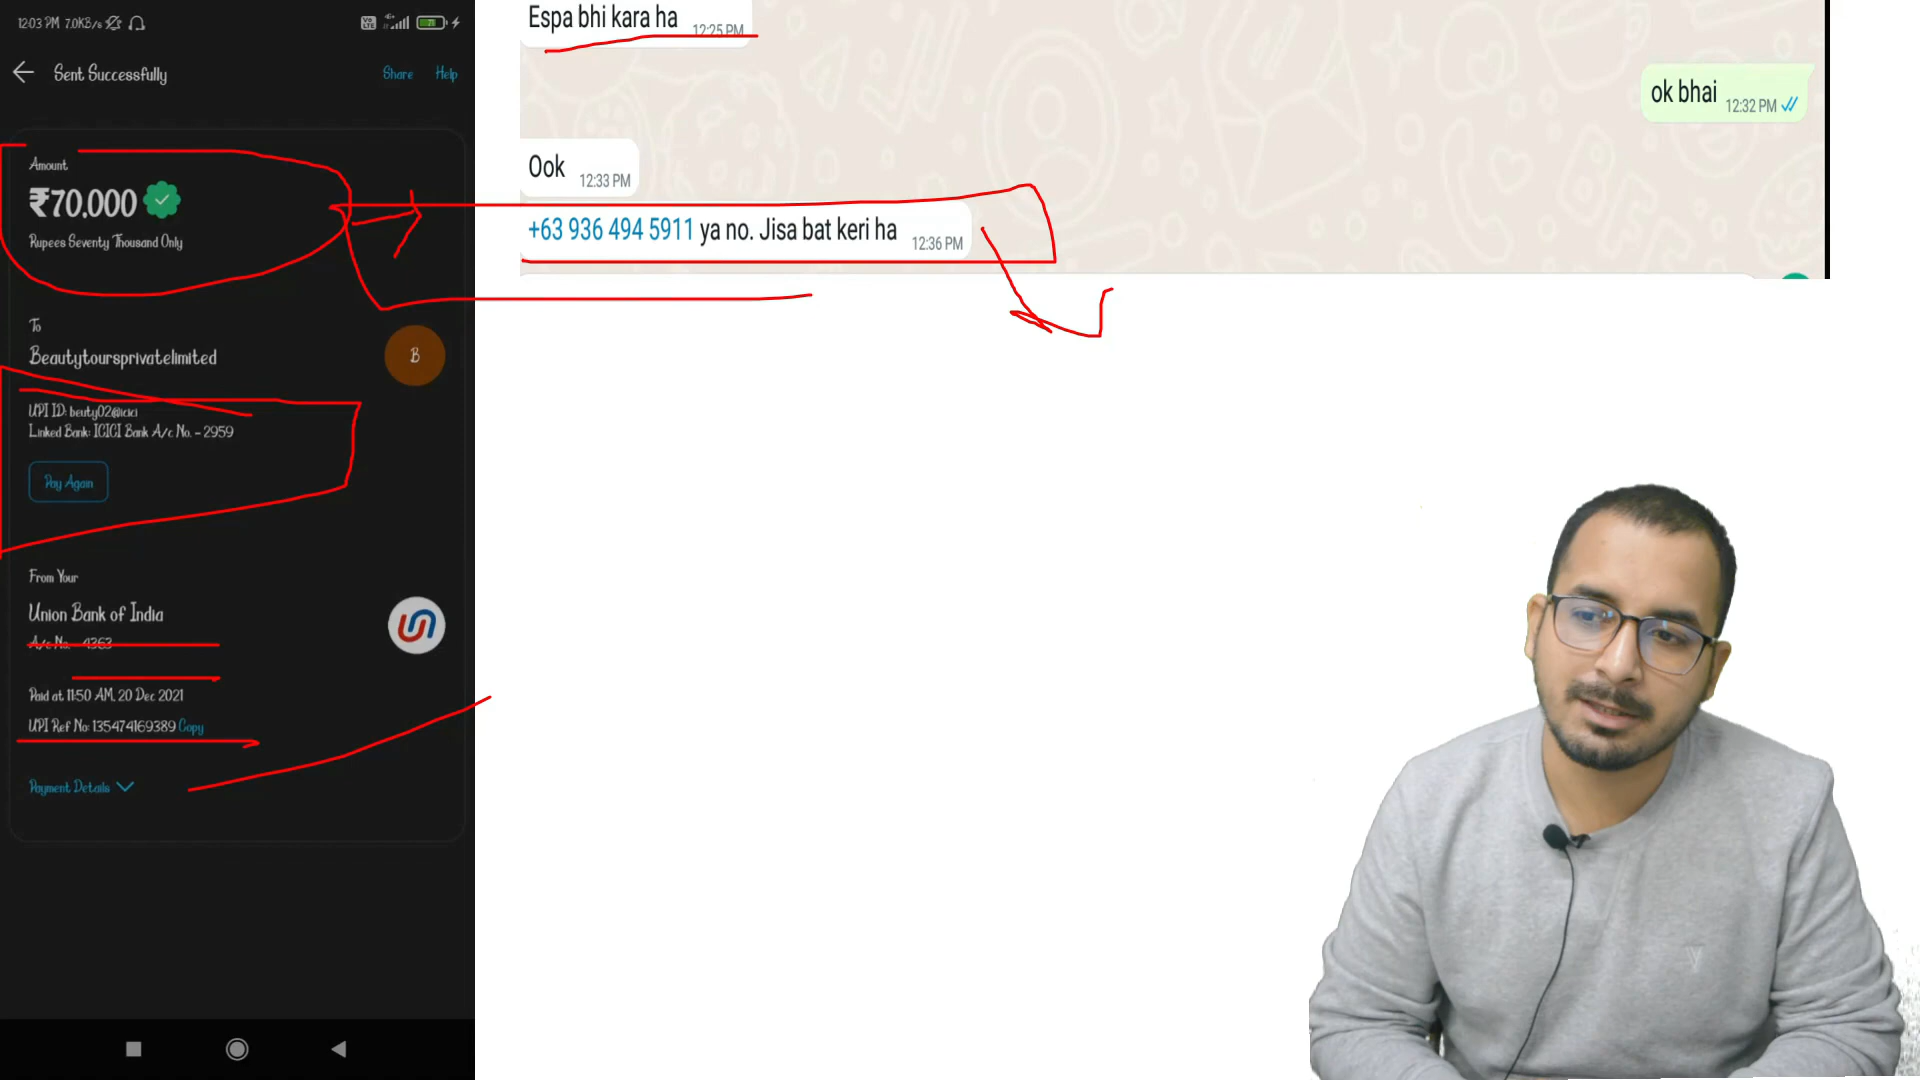 12:03 PM 7.0KB/s
Sent Successfully
Share Help
Amount
₹70,000
Rupees Seventy Thousand Only
To
Beautytoursprivatelimited
B
UPI ID: beuty02@icici
Linked Bank: ICICI Bank A/c No. - 2959
Pay Again
From Your
Union Bank of India
A/c No. - 4363
Paid at 11:50 AM, 20 Dec 2021
UPI Ref No: 135474169389 Copy
Payment Details
Espa bhi kara ha 12:25 PM
ok bhai 12:32 PM
Ook 12:33 PM
+63 936 494 5911 ya no. Jisa bat keri ha 12:36 PM